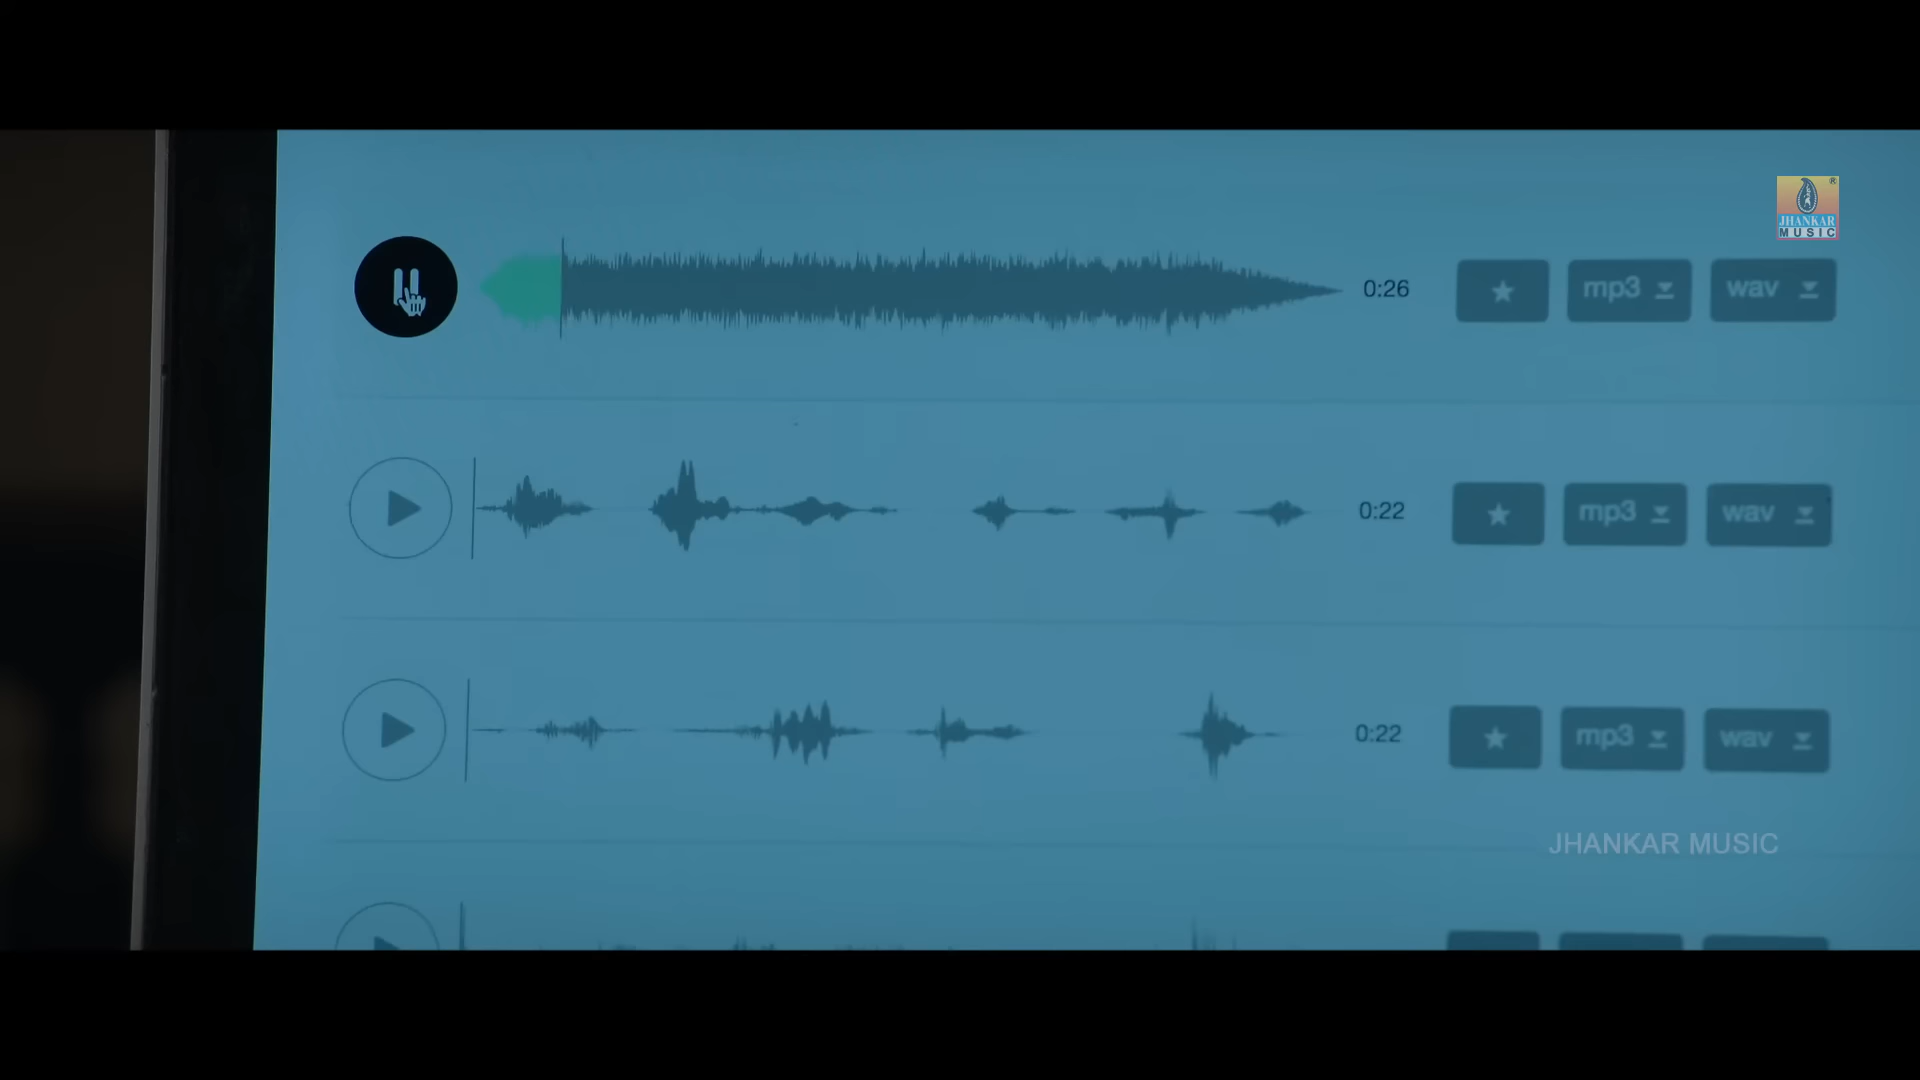 ®
JHANKAR
MUSIC
0:26 mp3 wav
0:22 mp3 wav
0:22 mp3 wav
JHANKAR MUSIC